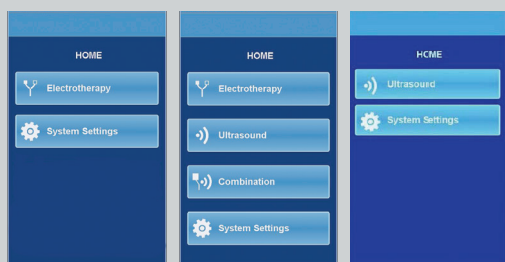 HOME
Electrotherapy
System Settings
HOME
Electrotherapy
Ultrasound
Combination
System Settings
HOME
Ultrasound
System Settings